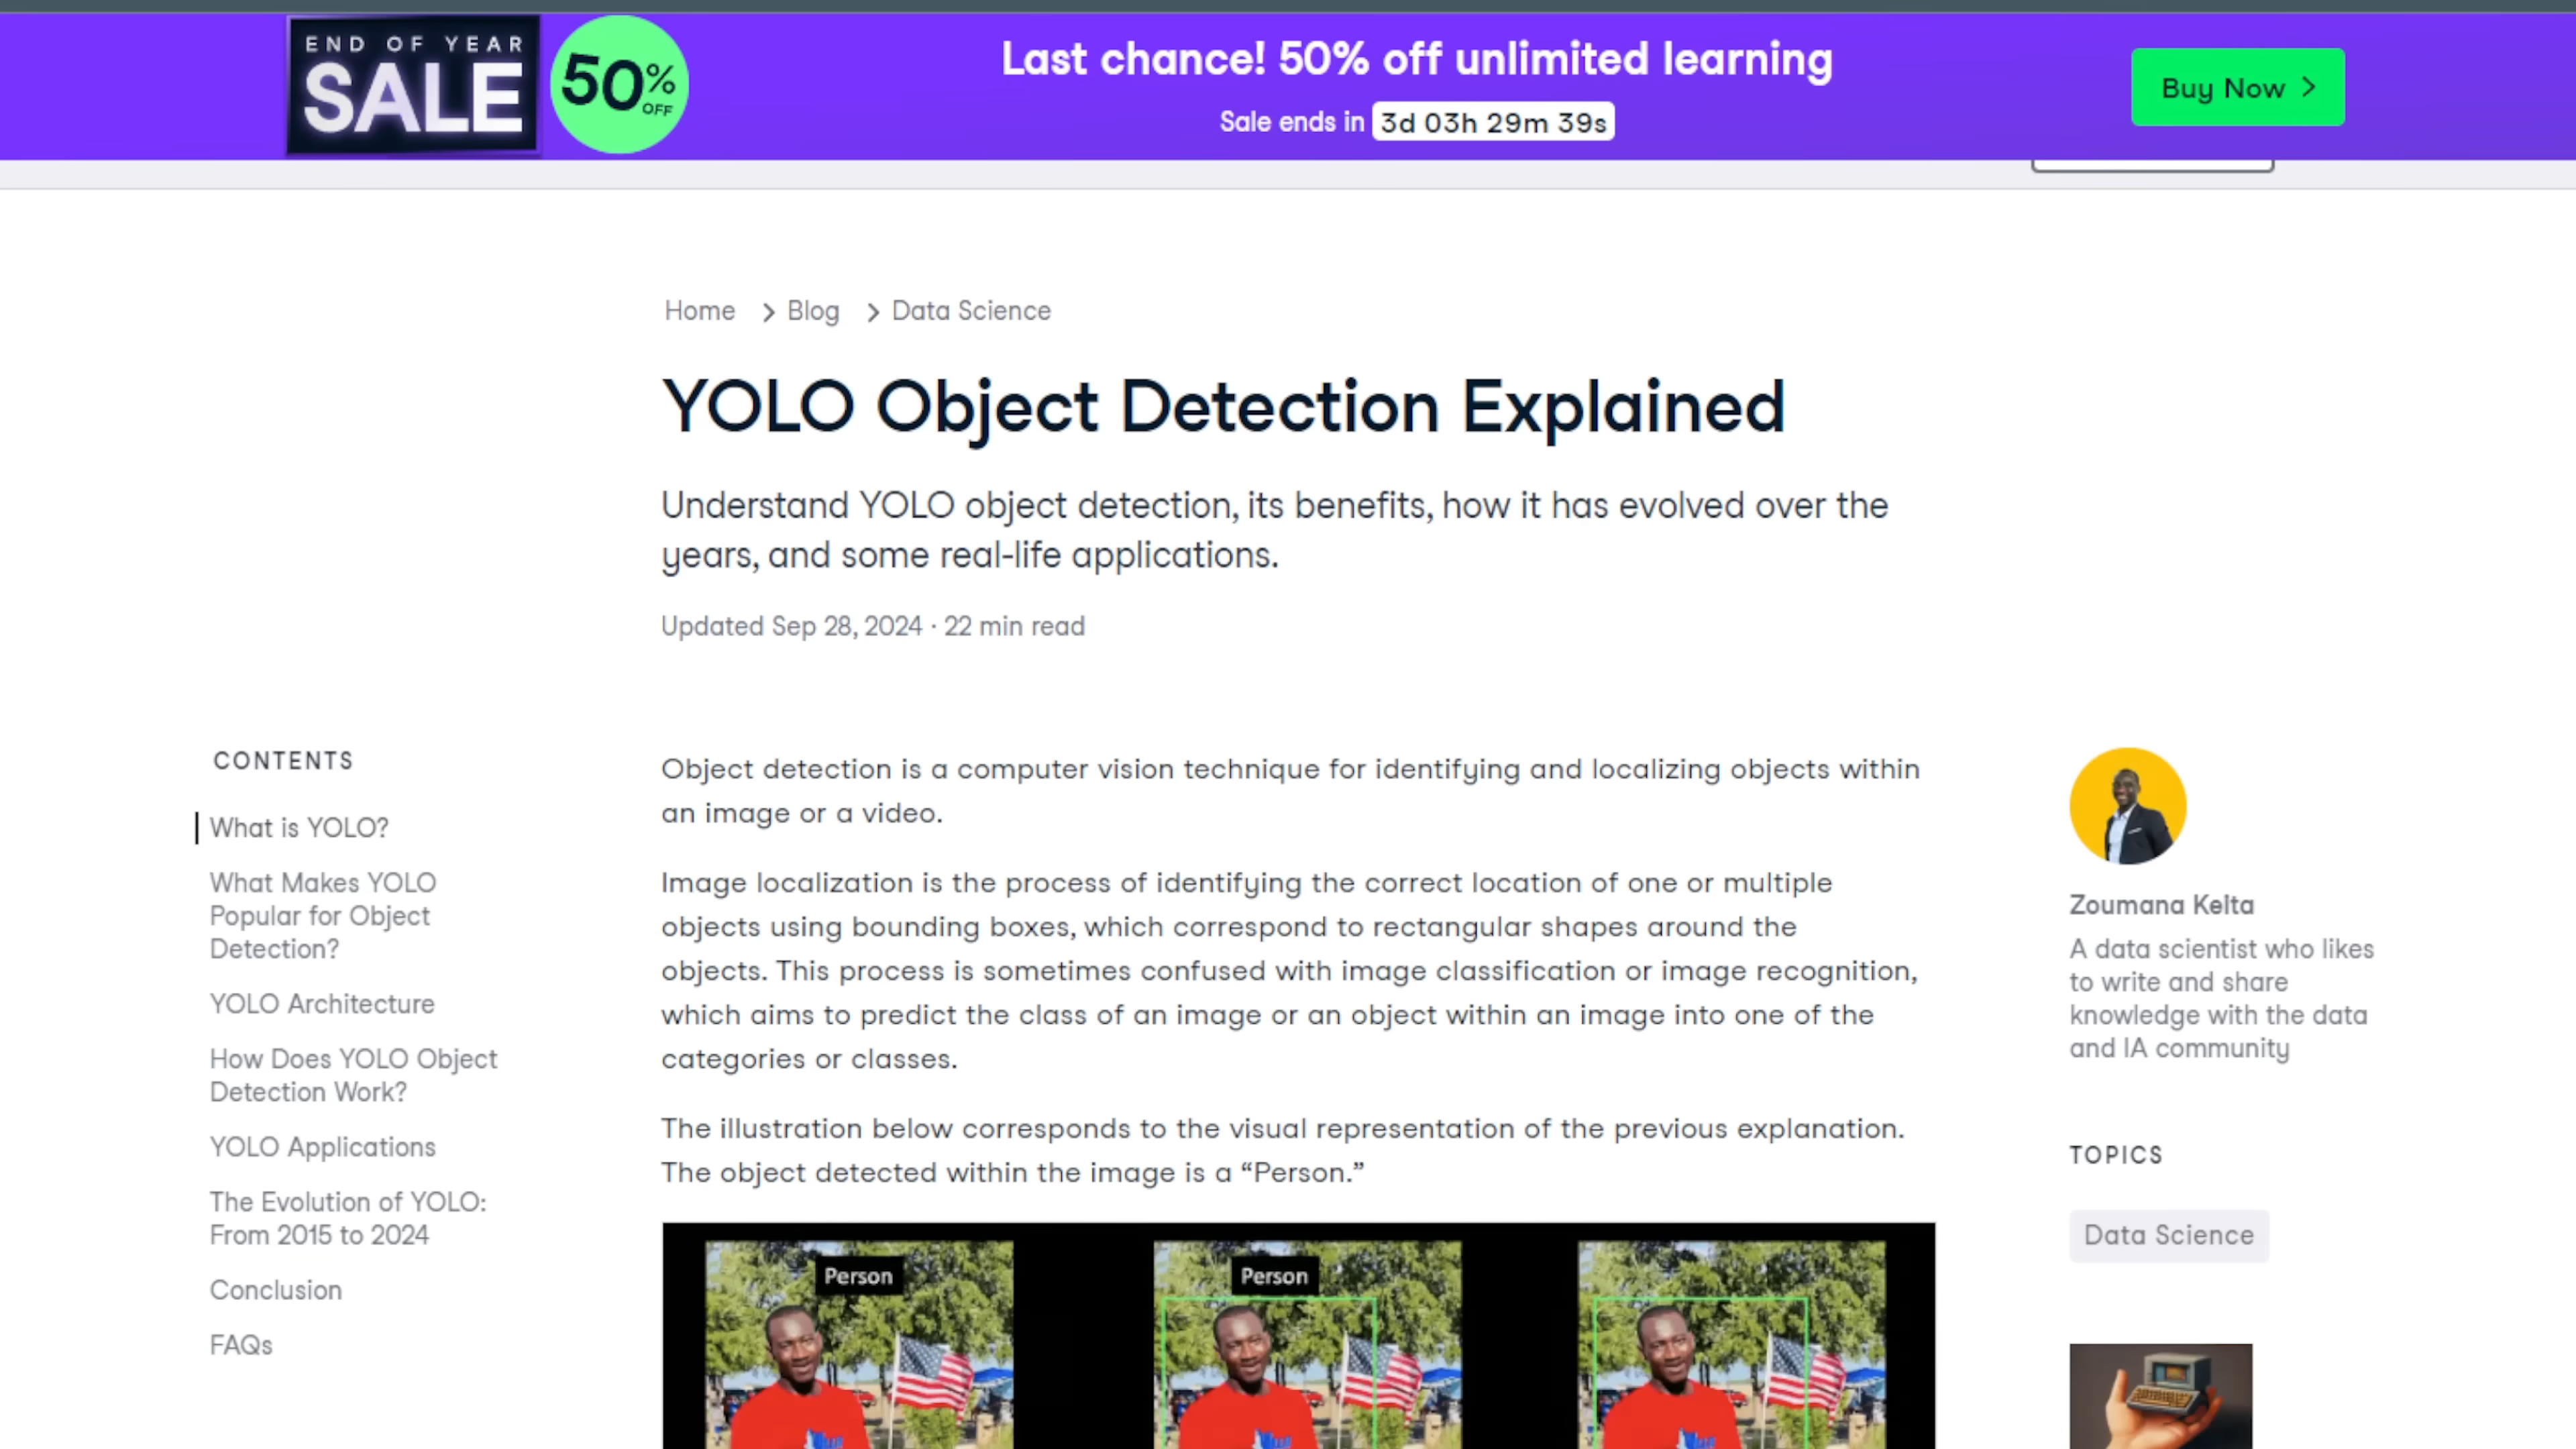 END OF YEAR
SALE
50%
OFF
Last chance! 50% off unlimited learning
Sale ends in 3d 03h 29m 39s
Buy Now
Home > Blog > Data Science
YOLO Object Detection Explained
Understand YOLO object detection, its benefits, how it has evolved over the
years, and some real-life applications.
Updated Sep 28, 2024 · 22 min read
CONTENTS
What is YOLO?
What Makes YOLO
Popular for Object
Detection?
YOLO Architecture
How Does YOLO Object
Detection Work?
YOLO Applications
The Evolution of YOLO:
From 2015 to 2024
Conclusion
FAQs
Object detection is a computer vision technique for identifying and localizing objects within
an image or a video.
Image localization is the process of identifying the correct location of one or multiple
objects using bounding boxes, which correspond to rectangular shapes around the
objects. This process is sometimes confused with image classification or image recognition,
which aims to predict the class of an image or an object within an image into one of the
categories or classes.
The illustration below corresponds to the visual representation of the previous explanation.
The object detected within the image is a “Person.”
Person
Person
Zoumana Keita
A data scientist who likes
to write and share
knowledge with the data
and IA community
TOPICS
Data Science